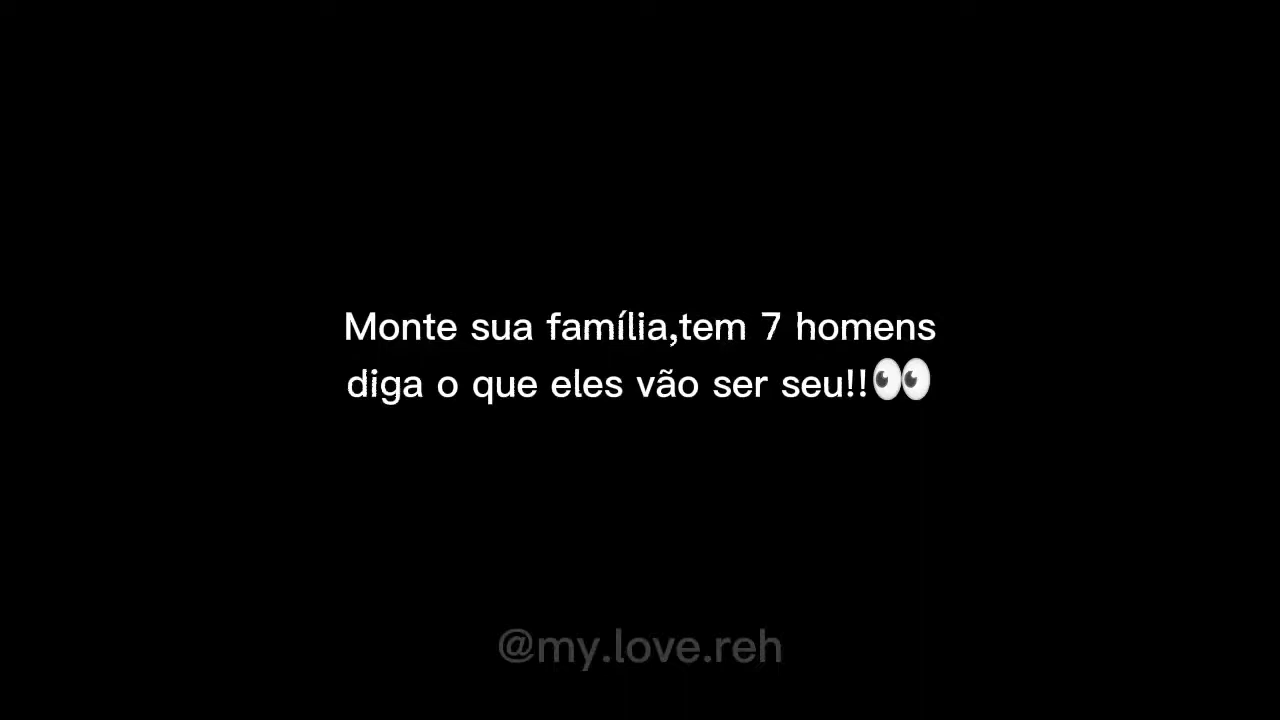 Monte sua família,tem 7 homens
diga o que eles vão ser seu!!👀
@my.love.reh